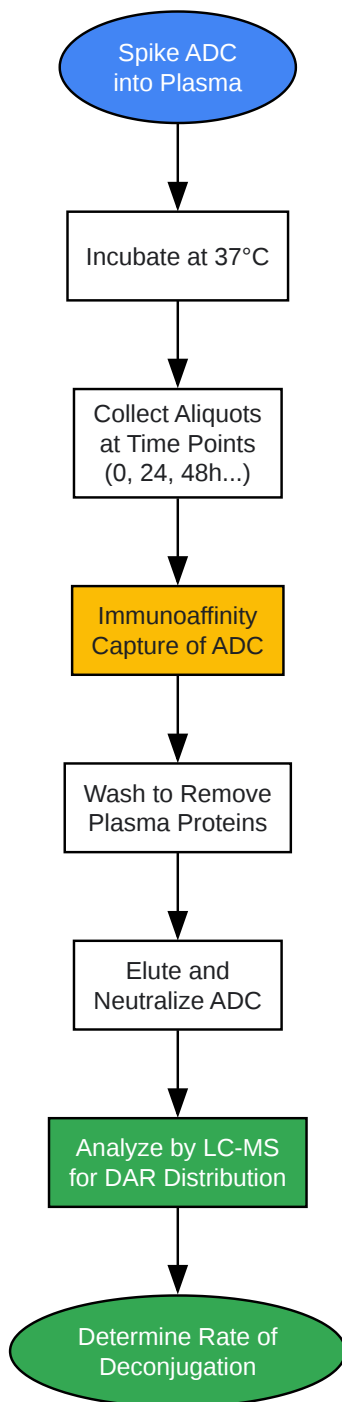 Spike ADC
into Plasma
Incubate at 37°C
Collect Aliquots
at Time Points
(0, 24, 48h...)
Immunoaffinity
Capture of ADC
Wash to Remove
Plasma Proteins
Elute and
Neutralize ADC
Analyze by LC-MS
for DAR Distribution
Determine Rate of
Deconjugation